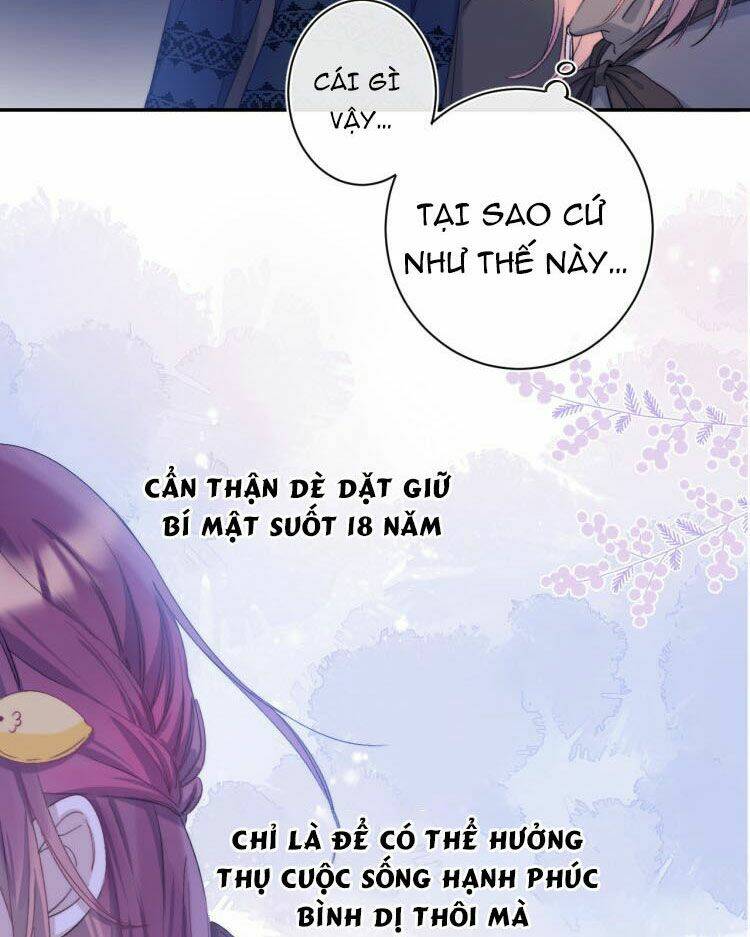 CÁI GÌ
VẬY...
TẠI SAO CỨ
NHƯ THẾ NÀY...
CẨN THẬN DÈ DẶT GIỮ
BÍ MẬT SUỐT 18 NĂM
CHỈ LÀ ĐỂ CÓ THỂ HƯỞNG
THỤ CUỘC SỐNG HẠNH PHÚC
BÌNH DỊ THÔI MÀ